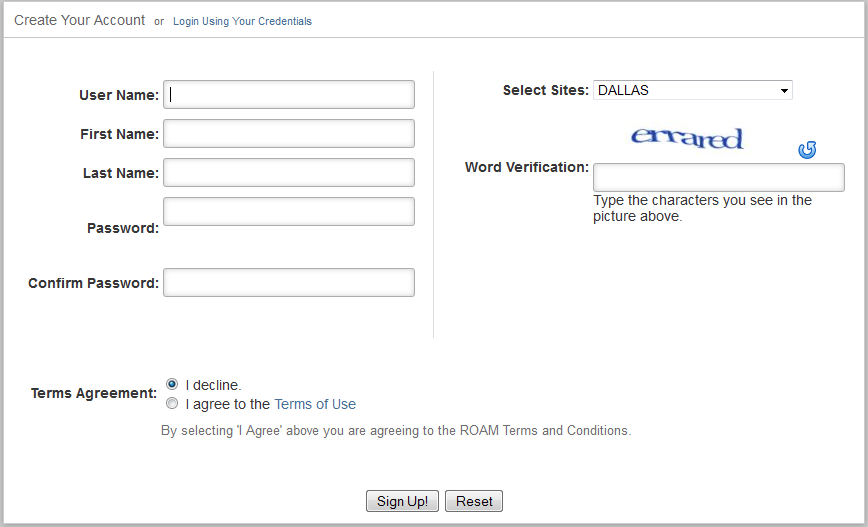 Create Your Account or Login Using Your Credentials
User Name:
First Name:
Last Name:
Password:
Confirm Password:
Select Sites: DALLAS
errared
Word Verification:
Type the characters you see in the
picture above.
Terms Agreement:
I decline.
I agree to the Terms of Use
By selecting 'I Agree' above you are agreeing to the ROAM Terms and Conditions.
Sign Up! Reset